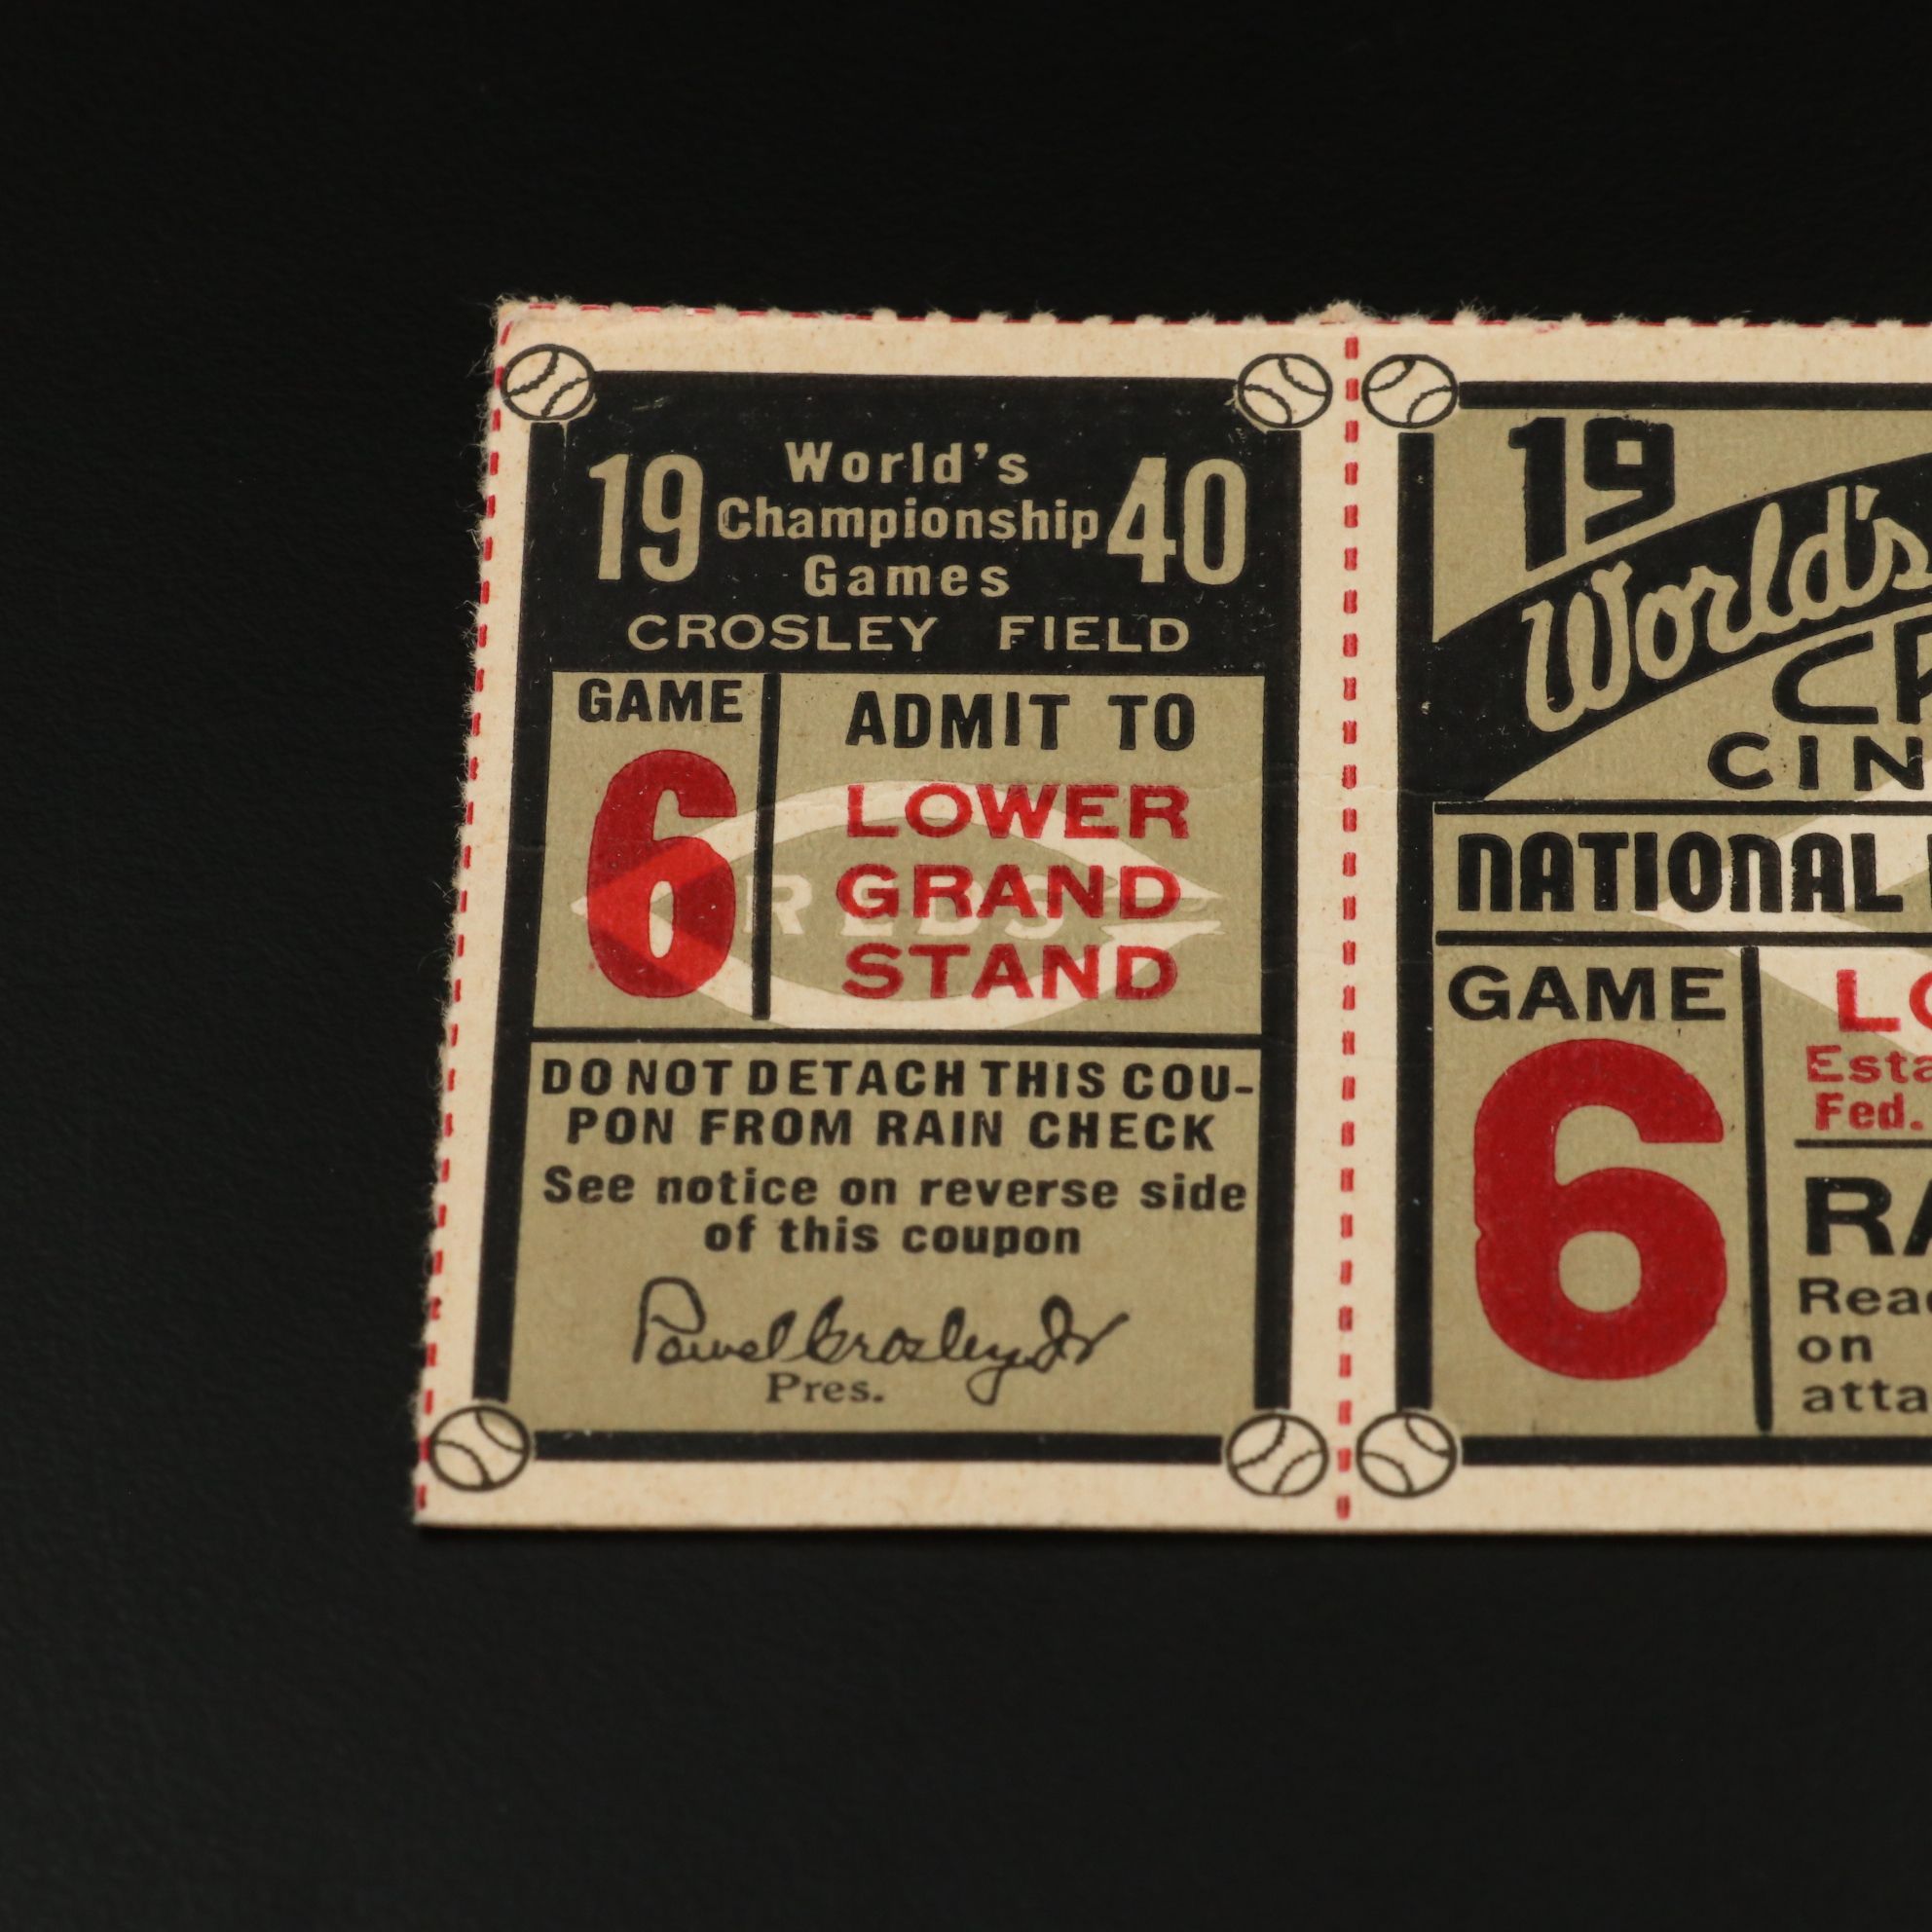 19 World's 40
Championship
Games
CROSLEY FIELD
GAME
6
ADMIT TO
LOWER
GRAND
STAND
REDS
DO NOT DETACH THIS COU-
PON FROM RAIN CHECK
See notice on reverse side
of this coupon
Powel Crosley, Jr
Pres.
19
World's
CIN
NATIONAL
GAME
6
LO
Esta
Fed.
RA
Rea
on
atta